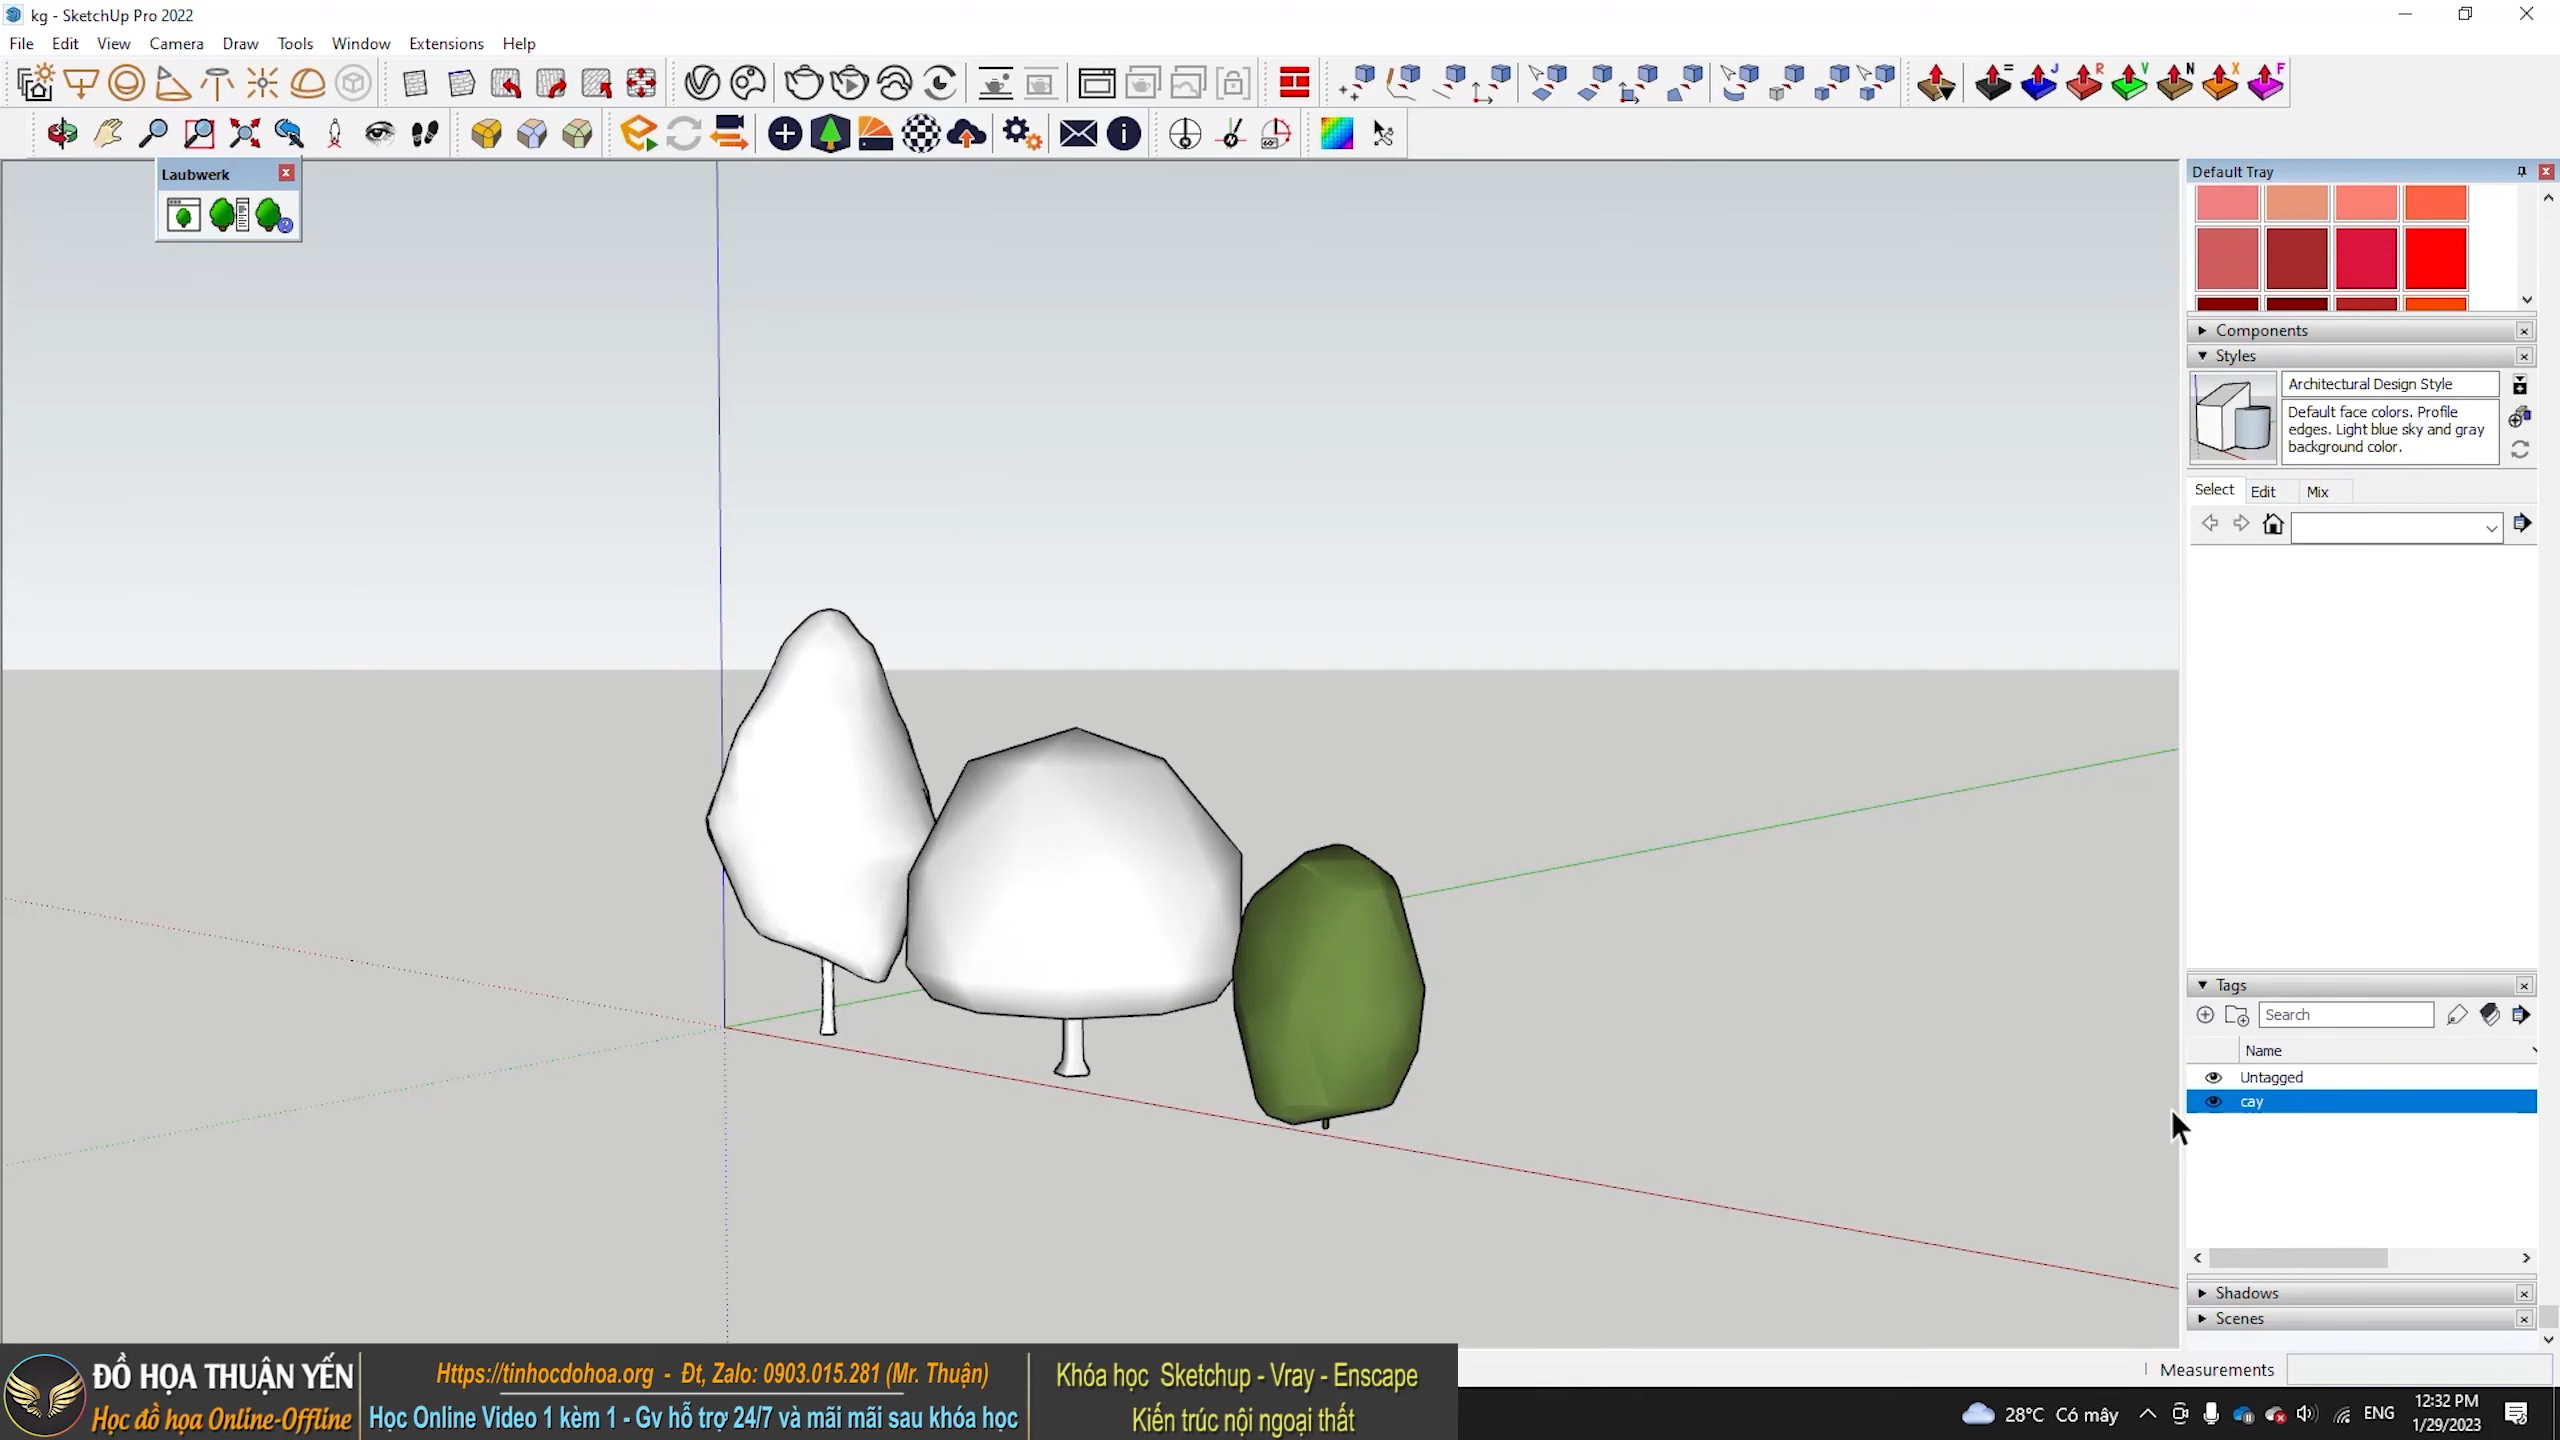 kg - SketchUp Pro 2022
File Edit View Camera Draw Tools Window Extensions Help
= J R V N X F
Laubwerk
Default Tray
Components
Styles
Architectural Design Style
Default face colors. Profile
edges. Light blue sky and gray
background color.
Select Edit Mix
Tags
Search
Name
Untagged
cay
Shadows
Scenes
Measurements
ĐỒ HỌA THUẬN YẾN
Học đồ họa Online-Offline
Https://tinhocdohoa.org - Đt, Zalo: 0903.015.281 (Mr. Thuận)
Học Online Video 1 kèm 1 - Gv hỗ trợ 24/7 và mãi mãi sau khóa học
Khóa học Sketchup - Vray - Enscape
Kiến trúc nội ngoại thất
28°C Có mây
ENG
12:32 PM
1/29/2023